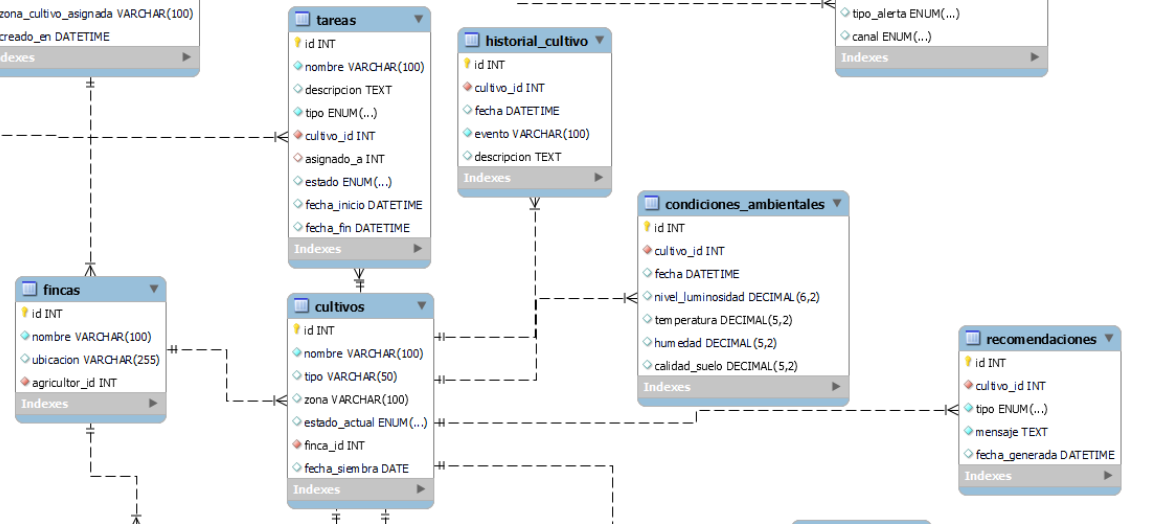 zona_cultivo_asignada VARCHAR(100)
creado_en DATETIME
dexes
tareas
id INT
nombre VARCHAR(100)
descripcion TEXT
tipo ENUM(...)
cultivo_id INT
asignado_a INT
estado ENUM(...)
fecha_inicio DATETIME
fecha_fin DATETIME
Indexes
historial_cultivo
id INT
cultivo_id INT
fecha DATETIME
evento VARCHAR(100)
descripcion TEXT
Indexes
tipo_alerta ENUM(...)
canal ENUM(...)
Indexes
condiciones_ambientales
id INT
cultivo_id INT
fecha DATETIME
nivel_luminosidad DECIMAL(6,2)
temperatura DECIMAL(5,2)
humedad DECIMAL(5,2)
calidad_suelo DECIMAL(5,2)
Indexes
fincas
id INT
nombre VARCHAR(100)
ubicacion VARCHAR(255)
agricultor_id INT
Indexes
cultivos
id INT
nombre VARCHAR(100)
tipo VARCHAR(50)
zona VARCHAR(100)
estado_actual ENUM(...)
finca_id INT
fecha_siembra DATE
Indexes
recomendaciones
id INT
cultivo_id INT
tipo ENUM(...)
mensaje TEXT
fecha_generada DATETIME
Indexes